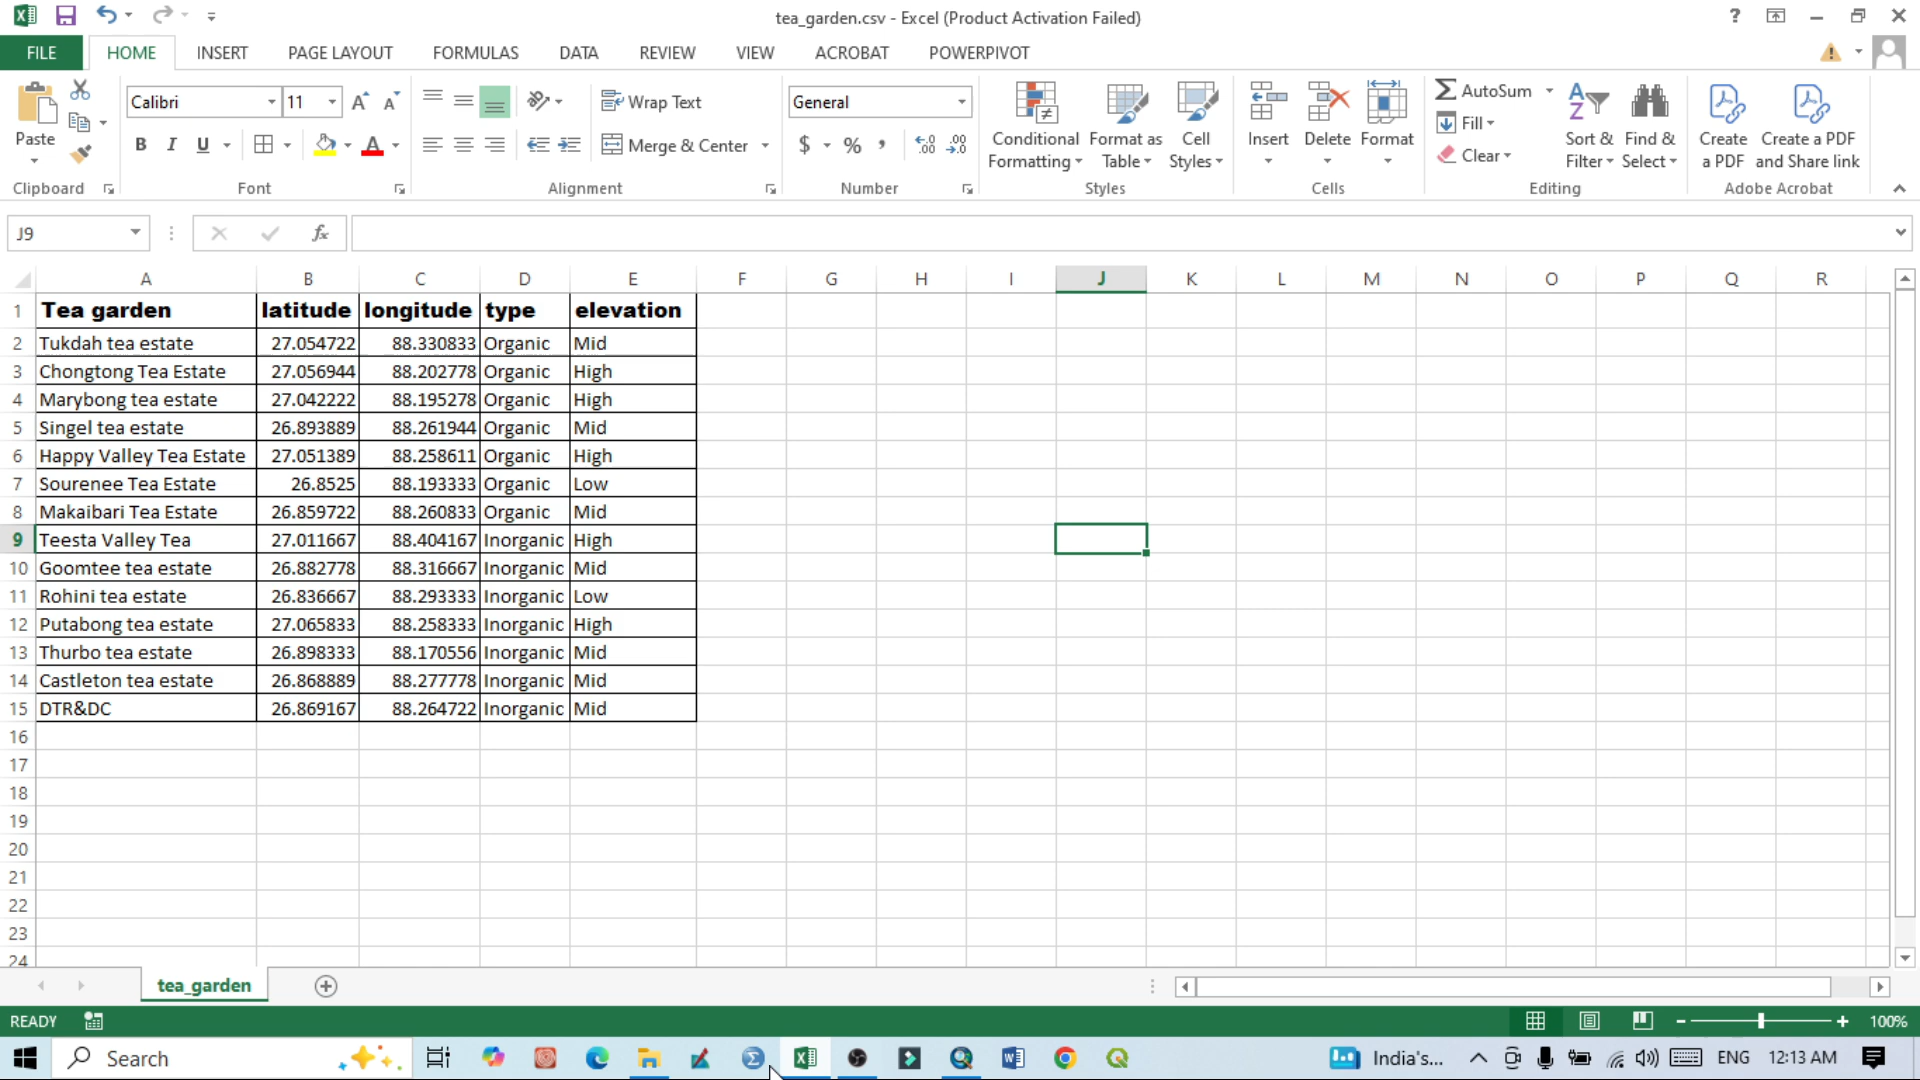 tea_garden.csv - Excel (Product Activation Failed)
FILE HOME INSERT PAGE LAYOUT FORMULAS DATA REVIEW VIEW ACROBAT POWERPIVOT
Paste
Clipboard
Calibri 11
B I U
Font
Wrap Text
Merge & Center
Alignment
General
$ % ,
Number
Conditional Formatting
Format as Table
Cell Styles
Styles
Insert Delete Format
Cells
AutoSum
Fill
Clear
Sort & Filter
Find & Select
Editing
Create a PDF
Create a PDF and Share link
Adobe Acrobat
J9 fx
A B C D E F G H I J K L M N O P Q R
1 Tea garden latitude longitude type elevation
2 Tukdah tea estate 27.054722 88.330833 Organic Mid
3 Chongtong Tea Estate 27.056944 88.202778 Organic High
4 Marybong tea estate 27.042222 88.195278 Organic High
5 Singel tea estate 26.893889 88.261944 Organic Mid
6 Happy Valley Tea Estate 27.051389 88.258611 Organic High
7 Sourenee Tea Estate 26.8525 88.193333 Organic Low
8 Makaibari Tea Estate 26.859722 88.260833 Organic Mid
9 Teesta Valley Tea 27.011667 88.404167 Inorganic High
10 Goomtee tea estate 26.882778 88.316667 Inorganic Mid
11 Rohini tea estate 26.836667 88.293333 Inorganic Low
12 Putabong tea estate 27.065833 88.258333 Inorganic High
13 Thurbo tea estate 26.898333 88.170556 Inorganic Mid
14 Castleton tea estate 26.868889 88.277778 Inorganic Mid
15 DTR&DC 26.869167 88.264722 Inorganic Mid
16
17
18
19
20
21
22
23
24
tea_garden
READY 100%
Search India's... ENG 12:13 AM